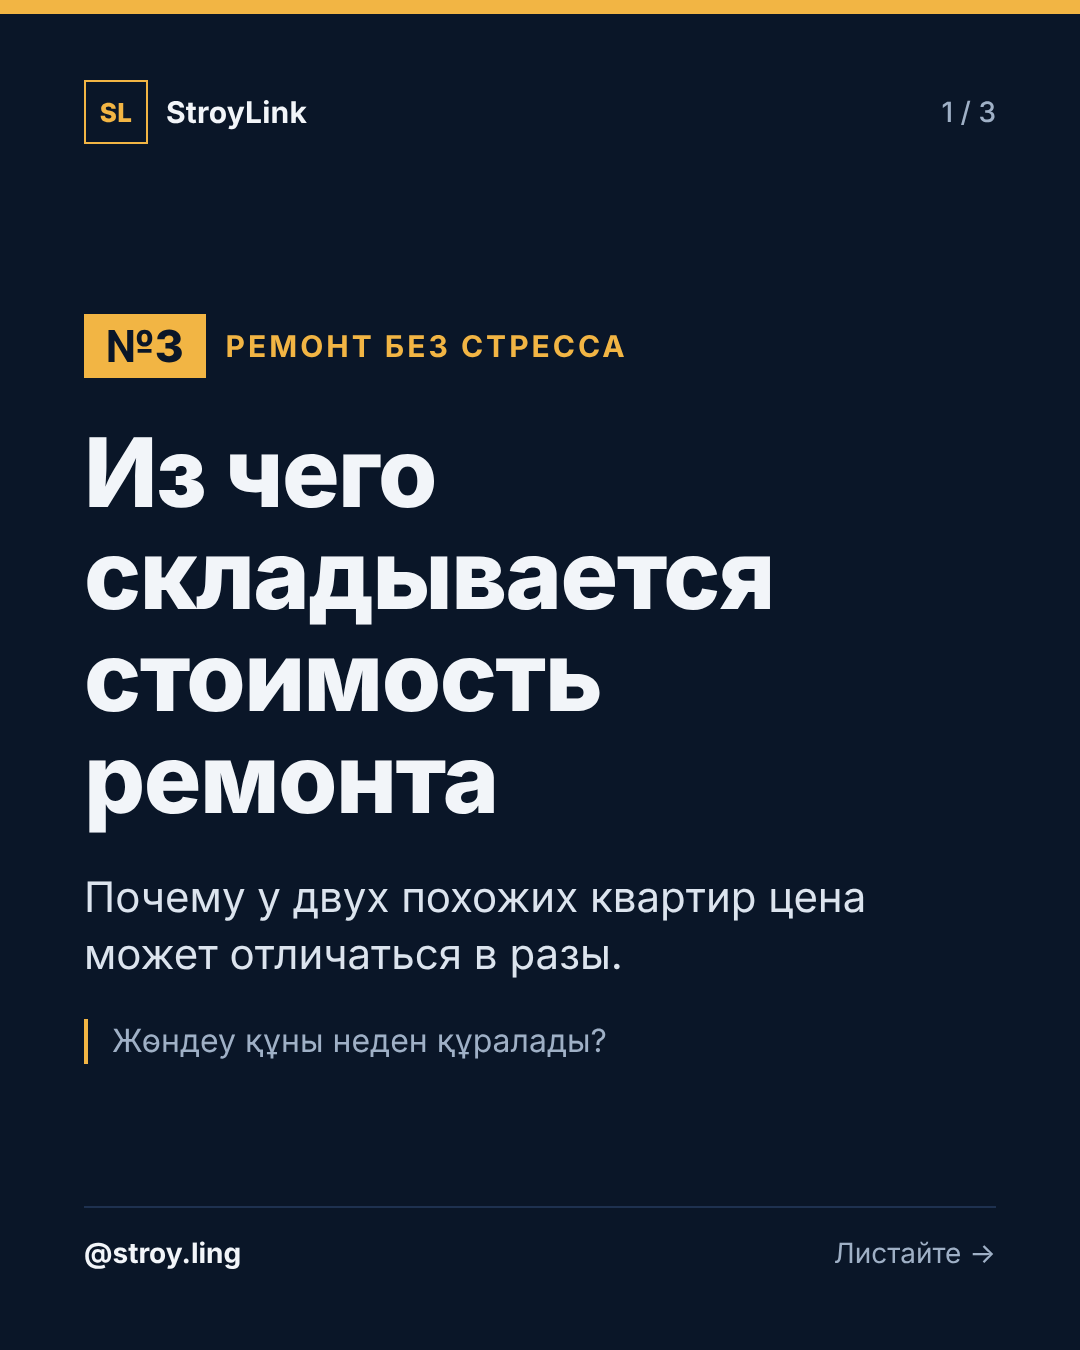 SL StroyLink 1 / 3
№3 РЕМОНТ БЕЗ СТРЕССА
Из чего
складывается
стоимость
ремонта
Почему у двух похожих квартир цена
может отличаться в разы.
Жөндеу құны неден құралады?
@stroy.ling Листайте →